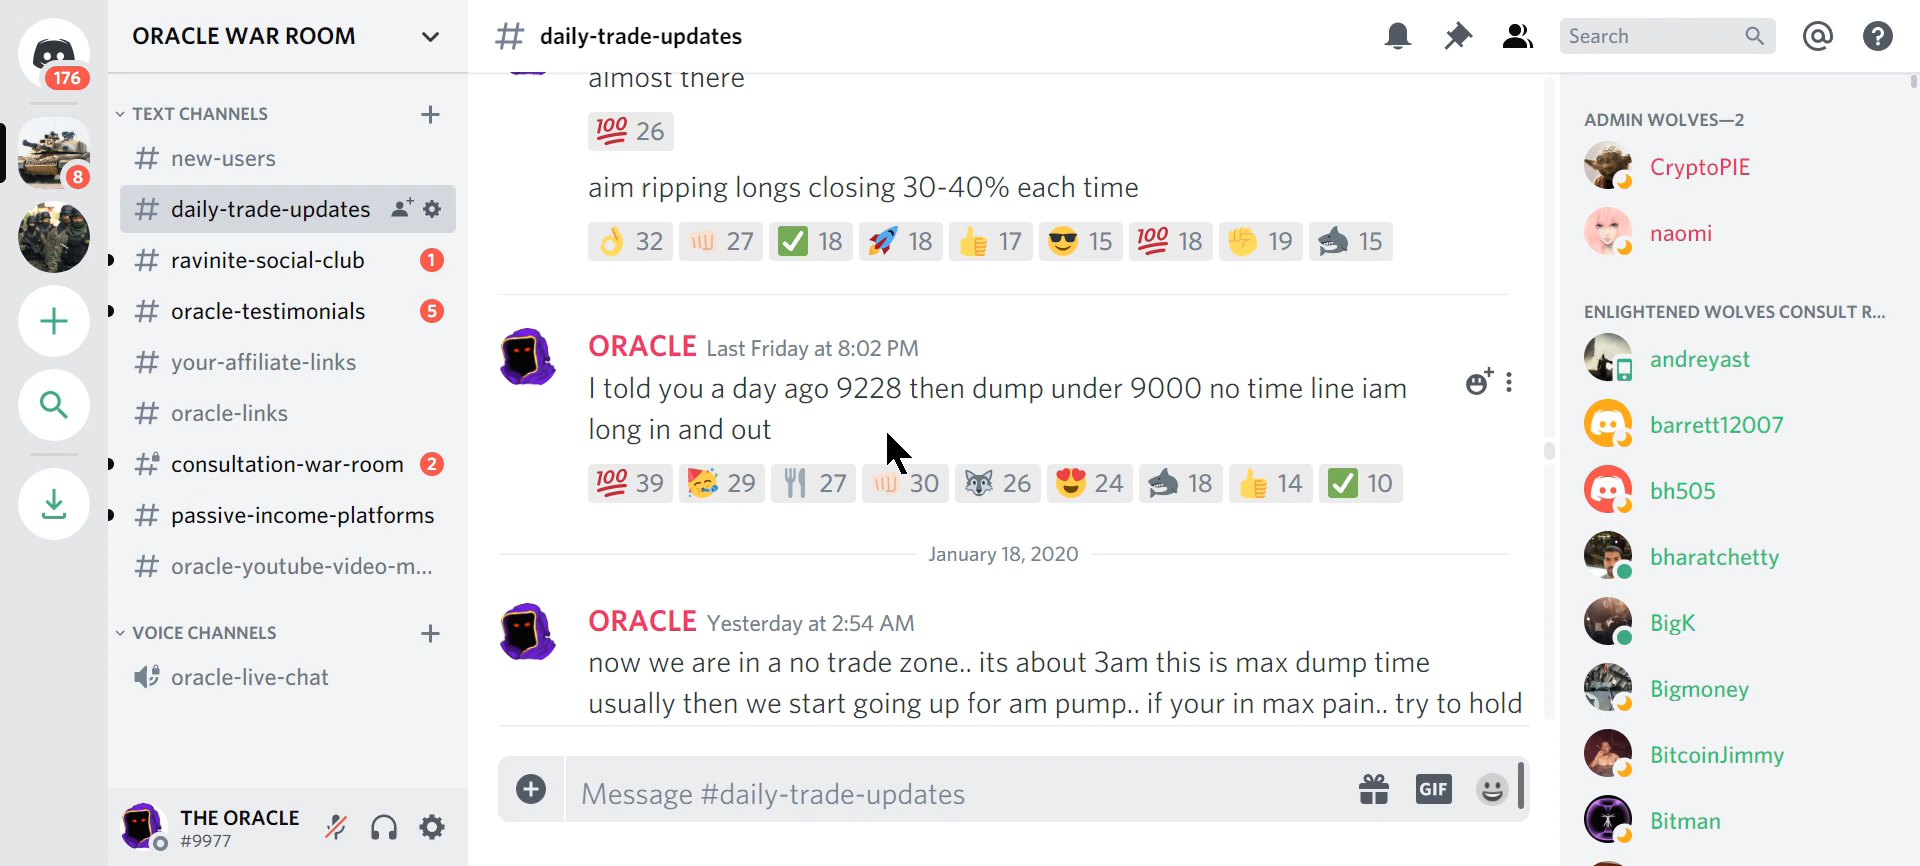 176
8
ORACLE WAR ROOM
TEXT CHANNELS
new-users
daily-trade-updates
ravinite-social-club 1
oracle-testimonials 5
your-affiliate-links
oracle-links
consultation-war-room 2
passive-income-platforms
oracle-youtube-video-m...
VOICE CHANNELS
oracle-live-chat
THE ORACLE
#9977
# daily-trade-updates
Search
almost there
100 26
aim ripping longs closing 30-40% each time
32 27 18 18 17 15 100 18 19 15
ORACLE Last Friday at 8:02 PM
I told you a day ago 9228 then dump under 9000 no time line iam
long in and out
100 39 29 27 30 26 24 18 14 10
January 18, 2020
ORACLE Yesterday at 2:54 AM
now we are in a no trade zone.. its about 3am this is max dump time
usually then we start going up for am pump.. if your in max pain.. try to hold
Message #daily-trade-updates
GIF
ADMIN WOLVES—2
CryptoPIE
naomi
ENLIGHTENED WOLVES CONSULT R...
andreyast
barrett12007
bh505
bharatchetty
BigK
Bigmoney
BitcoinJimmy
Bitman